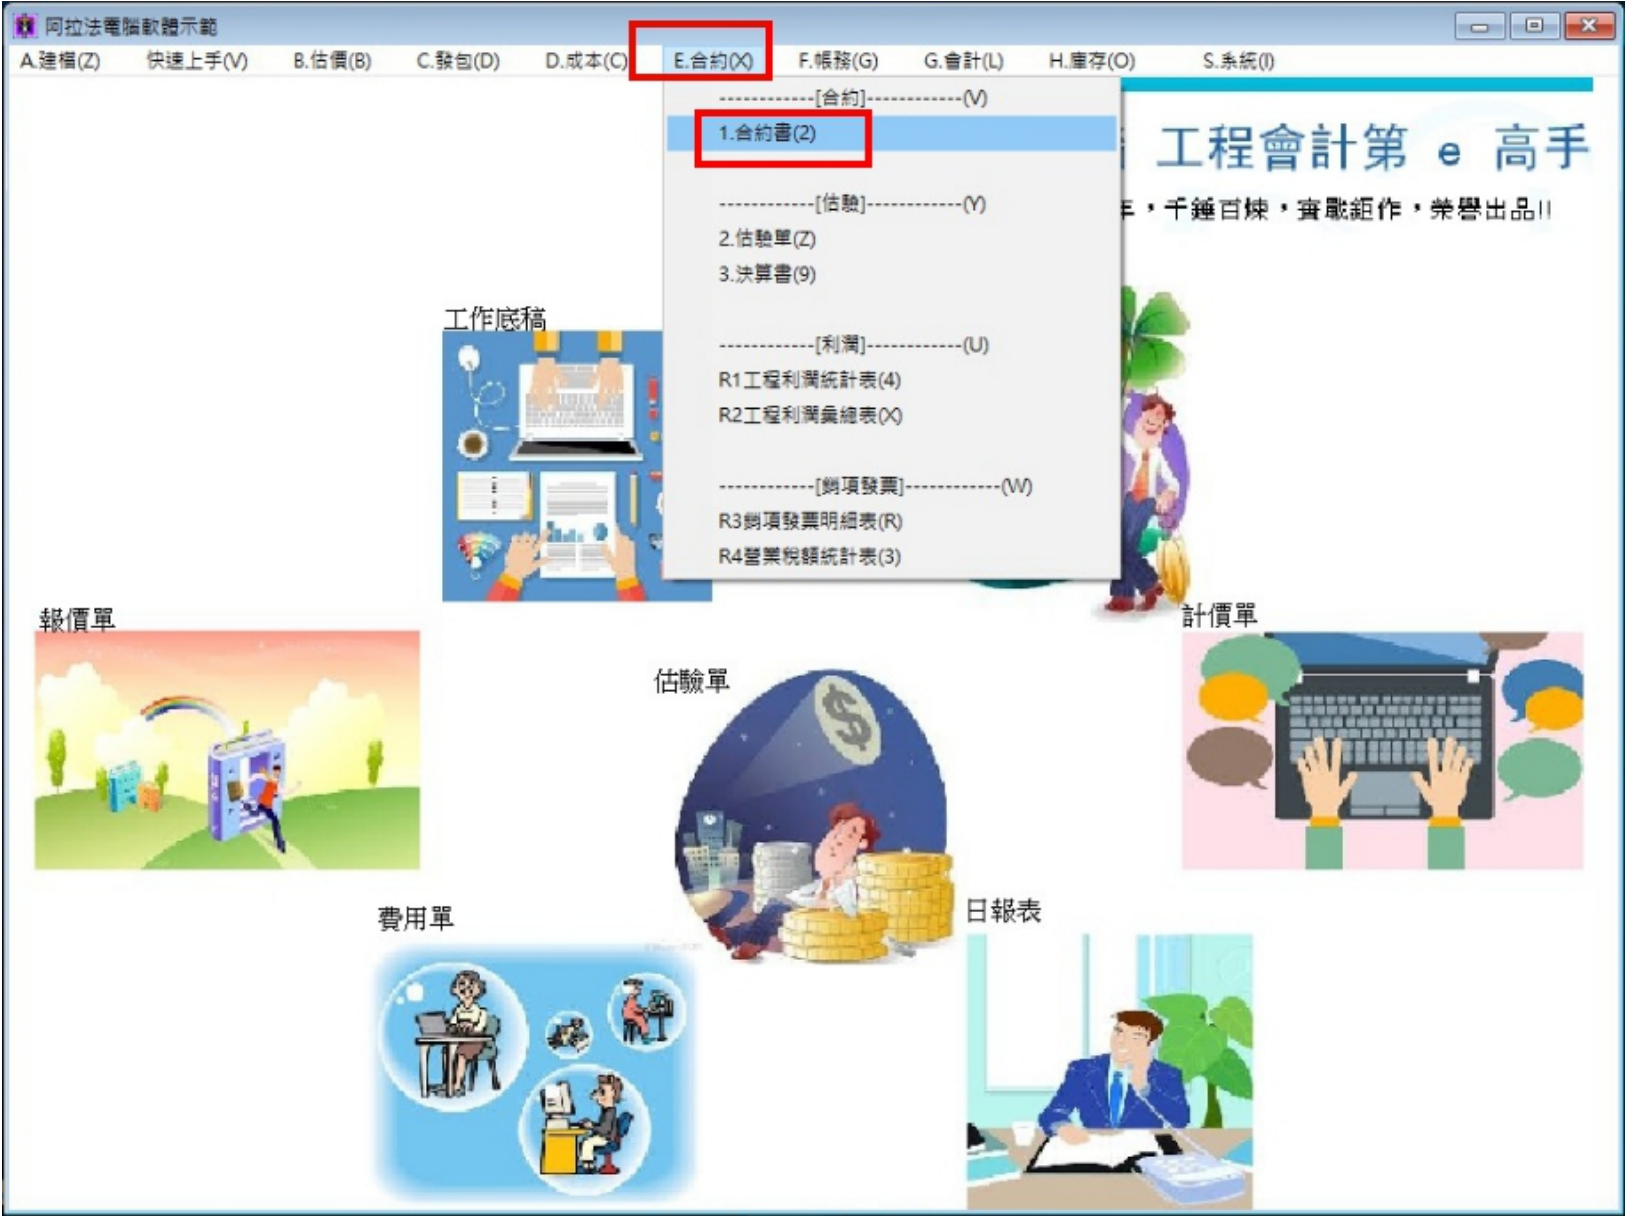 阿拉法電腦軟體示範
A.建檔(Z) 快速上手(V) B.估價(B) C.發包(D) D.成本(C) E.合約(X) F.帳務(G) G.會計(L) H.庫存(O) S.系統(I)
------------[合約]------------(V)
1.合約書(2)
工程會計第 e 高手
------------[估驗]------------(Y)
，千錘百煉，實戰鉅作，榮譽出品!!
2.估驗單(Z)
3.決算書(9)
工作底稿
------------[利潤]------------(U)
R1工程利潤統計表(4)
R2工程利潤彙總表(X)
------------[銷項發票]------------(W)
R3銷項發票明細表(R)
R4營業稅額統計表(3)
報價單
計價單
估驗單
費用單
日報表